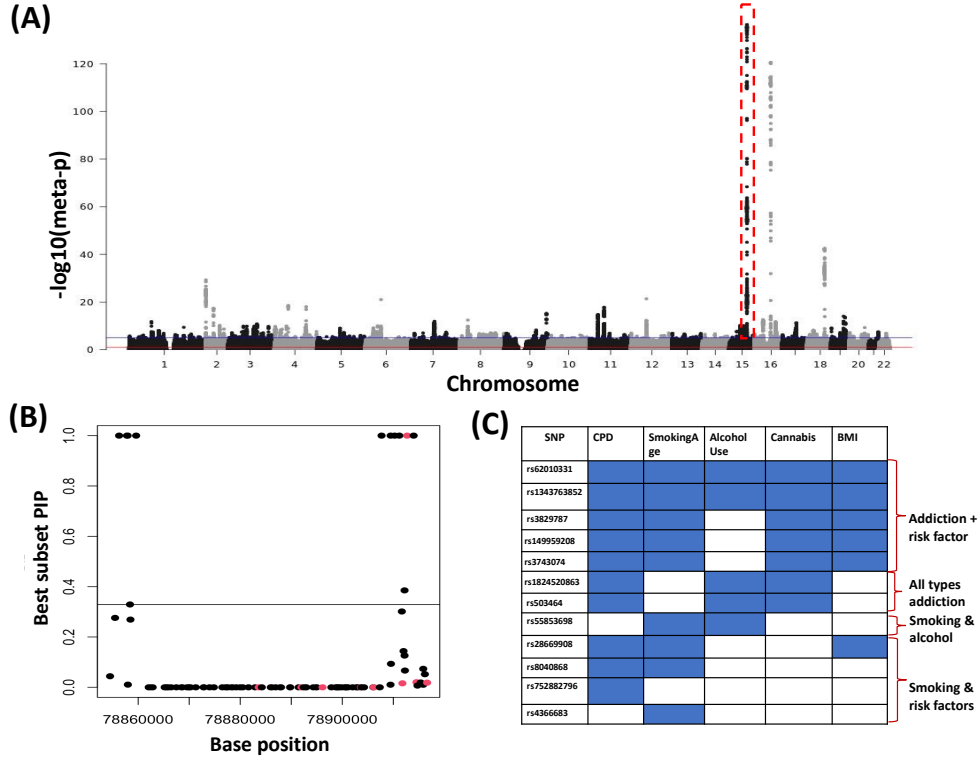 (A)
-log10(meta-p)
120
100
80
60
40
20
0
1 2 3 4 5 6 7 8 9 10 11 12 13 14 15 16 18 20 22
Chromosome
(B)
Best subset PIP
1.0
0.8
0.6
0.4
0.2
0.0
78860000 78880000 78900000
Base position
(C)
SNP CPD SmokingA Alcohol Cannabis BMI
ge Use
rs62010331
rs1343763852
rs3829787
rs149959208
rs3743074
rs1824520863
rs503464
rs55853698
rs28669908
rs8040868
rs752882796
rs4366683
Addiction +
risk factor
All types
addiction
Smoking &
alcohol
Smoking &
risk factors